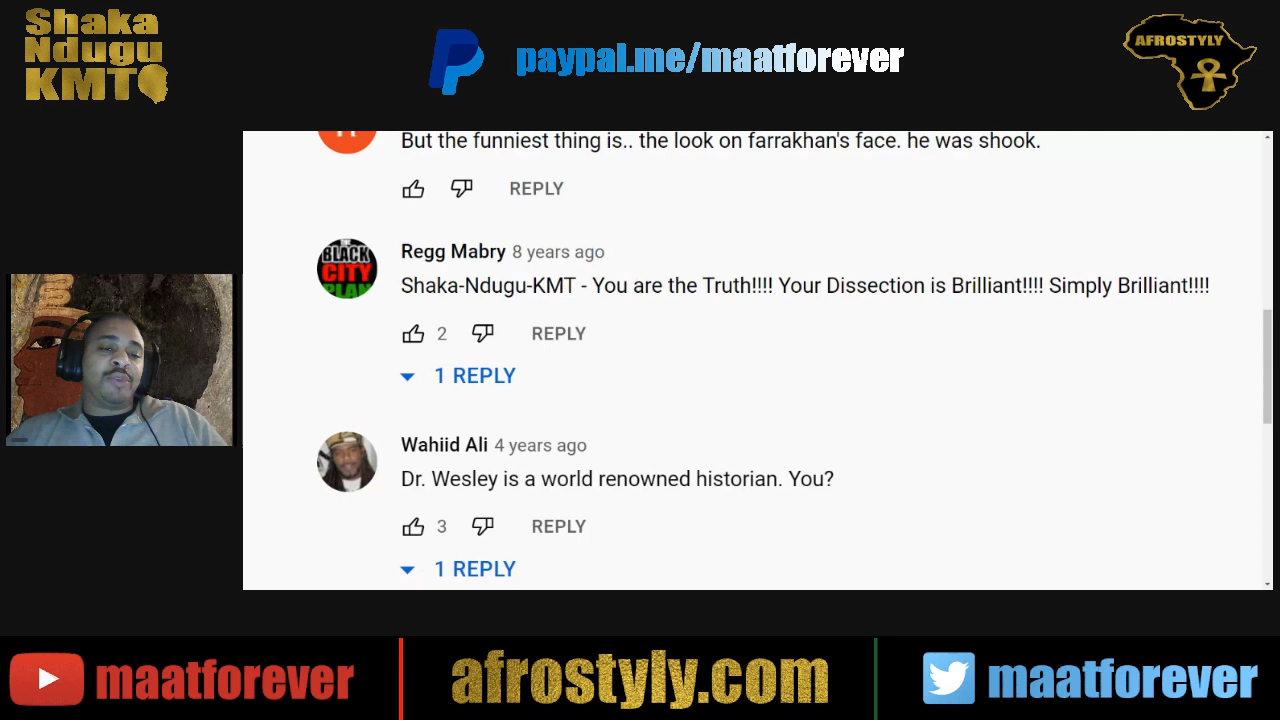 Shaka
Ndugu
KMT
paypal.me/maatforever
AFROSTYLY
But the funniest thing is.. the look on farrakhan's face. he was shook.
REPLY
BLACK
CITY
PLAN
Regg Mabry 8 years ago
Shaka-Ndugu-KMT - You are the Truth!!!! Your Dissection is Brilliant!!!! Simply Brilliant!!!!
2 REPLY
1 REPLY
Wahiid Ali 4 years ago
Dr. Wesley is a world renowned historian. You?
3 REPLY
1 REPLY
maatforever
afrostyly.com
maatforever